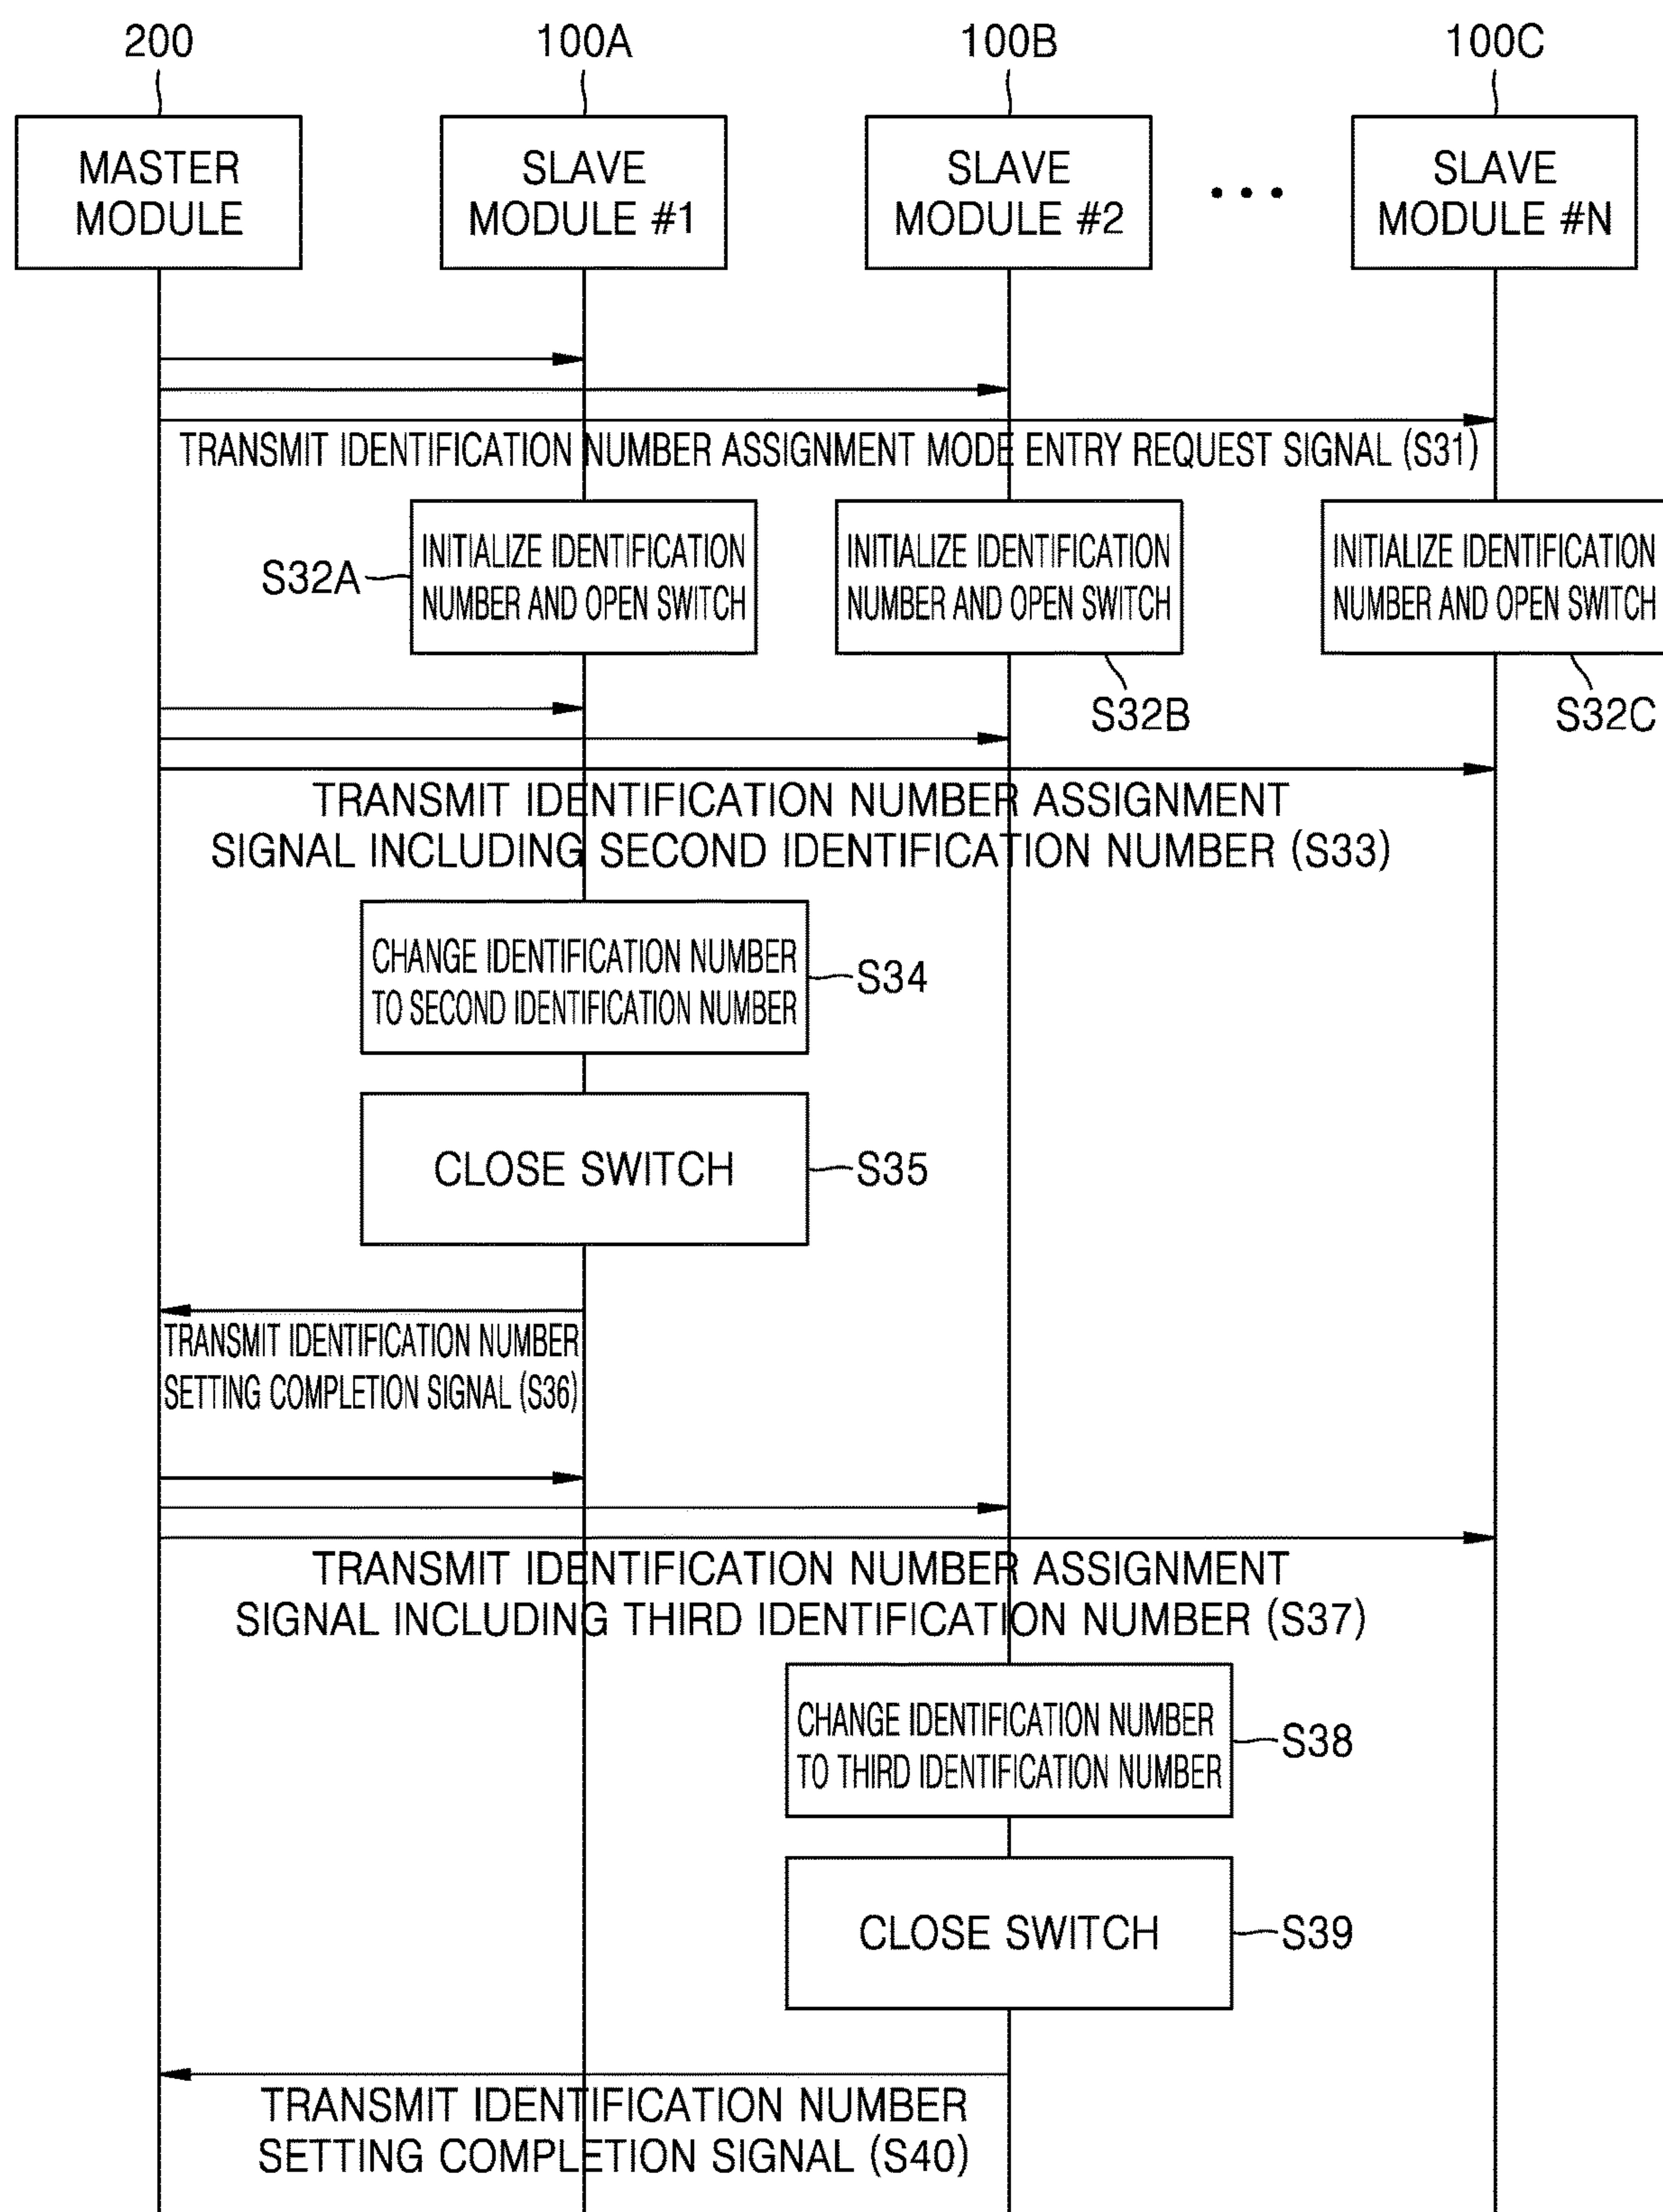 200
100A
100B
100C
MASTER
MODULE
SLAVE
MODULE #1
SLAVE
MODULE #2
SLAVE
MODULE #N
TRANSMIT IDENTIFICATION NUMBER ASSIGNMENT MODE ENTRY REQUEST SIGNAL (S31)
S32A
INITIALIZE IDENTIFICATION
NUMBER AND OPEN SWITCH
INITIALIZE IDENTIFICATION
NUMBER AND OPEN SWITCH
INITIALIZE IDENTIFICATION
NUMBER AND OPEN SWITCH
S32B
S32C
TRANSMIT IDENTIFICATION NUMBER ASSIGNMENT
SIGNAL INCLUDING SECOND IDENTIFICATION NUMBER (S33)
CHANGE IDENTIFICATION NUMBER
TO SECOND IDENTIFICATION NUMBER
S34
CLOSE SWITCH
S35
TRANSMIT IDENTIFICATION NUMBER
SETTING COMPLETION SIGNAL (S36)
TRANSMIT IDENTIFICATION NUMBER ASSIGNMENT
SIGNAL INCLUDING THIRD IDENTIFICATION NUMBER (S37)
CHANGE IDENTIFICATION NUMBER
TO THIRD IDENTIFICATION NUMBER
S38
CLOSE SWITCH
S39
TRANSMIT IDENTIFICATION NUMBER
SETTING COMPLETION SIGNAL (S40)